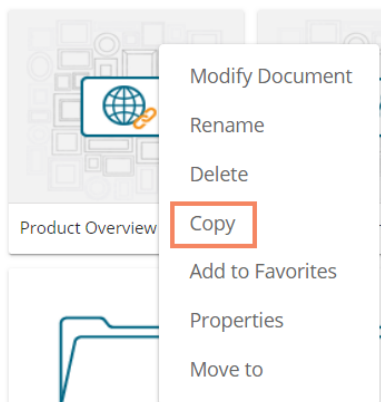 Modify Document
Rename
Delete
Product Overview
Copy
Add to Favorites
Properties
Move to